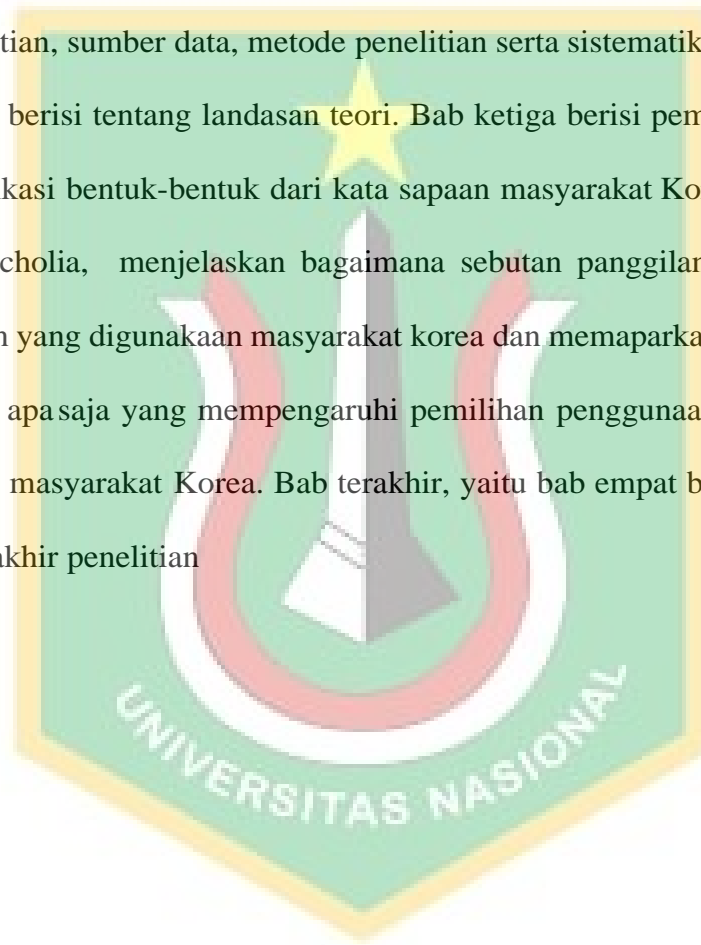 tian, sumber data, metode penelitian serta sistematik
berisi tentang landasan teori. Bab ketiga berisi pem
kasi bentuk-bentuk dari kata sapaan masyarakat Ko
cholia, menjelaskan bagaimana sebutan panggilan
n yang digunakaan masyarakat korea dan memaparka
apa saja yang mempengaruhi pemilihan penggunaa
masyarakat Korea. Bab terakhir, yaitu bab empat b
akhir penelitian
UNIVERSITAS NASIONAL